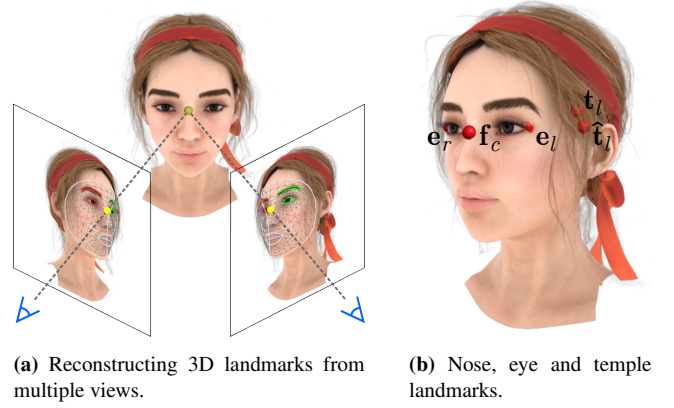 e_r f_c e_l t_l t̂_l
(a) Reconstructing 3D landmarks from
multiple views.
(b) Nose, eye and temple
landmarks.